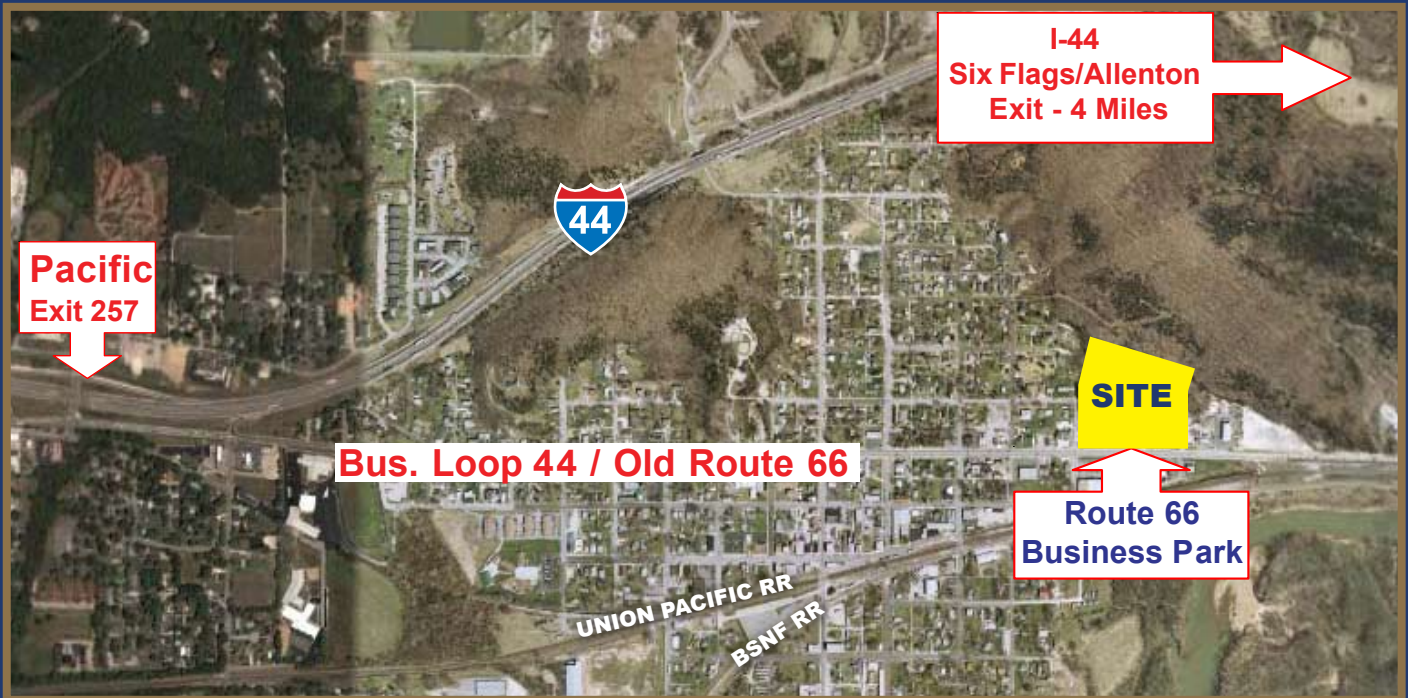 I-44
Six Flags/Allenton
Exit - 4 Miles
44
Pacific
Exit 257
SITE
Bus. Loop 44 / Old Route 66
Route 66
Business Park
UNION PACIFIC RR
BSNF RR